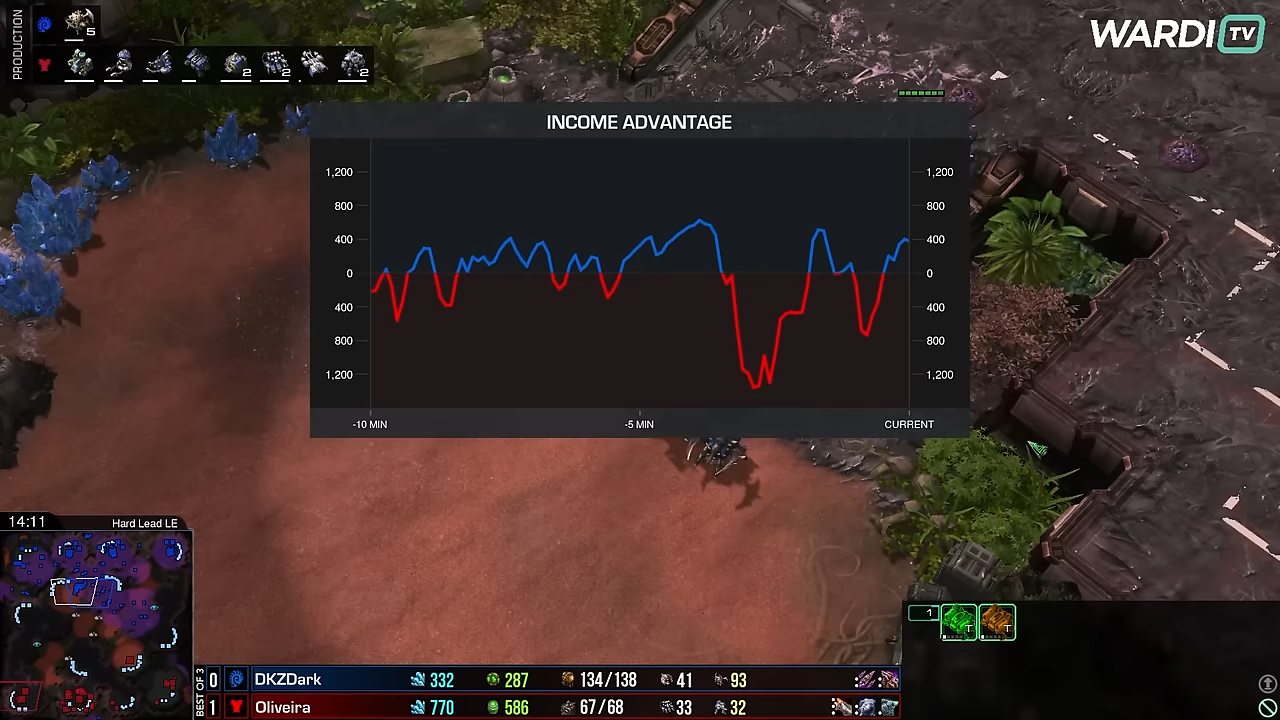 PRODUCTION
5
2
2
2
WARDI TV
INCOME ADVANTAGE
1,200
1,200
800
800
400
400
0
0
400
400
800
800
1,200
1,200
-10 MIN
-5 MIN
CURRENT
14:11
Hard Lead LE
1
T
T
BEST OF 3
0
DKZDark
332
287
134/138
41
93
1
Oliveira
770
586
67/68
33
32